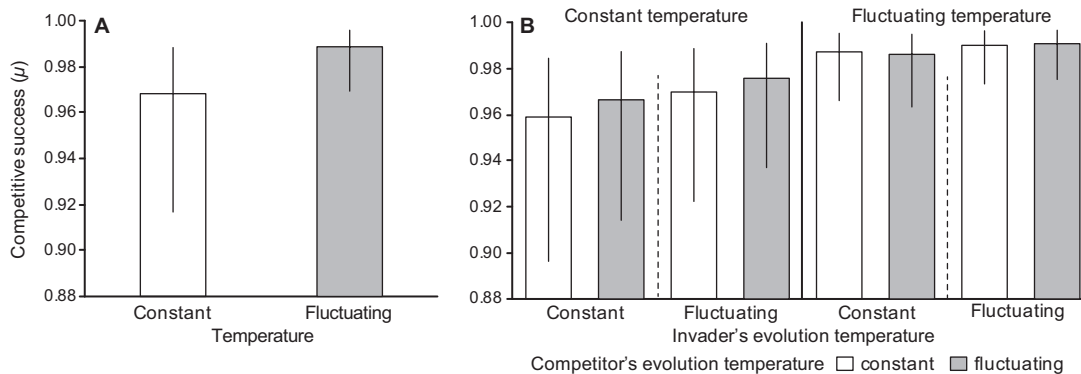 A
Competitive success (µ)
1.00
0.98
0.96
0.94
0.92
0.90
0.88
Constant
Fluctuating
Temperature
B
Constant temperature
Fluctuating temperature
1.00
0.98
0.96
0.94
0.92
0.90
0.88
Constant
Fluctuating
Constant
Fluctuating
Invader's evolution temperature
Competitor's evolution temperature constant fluctuating